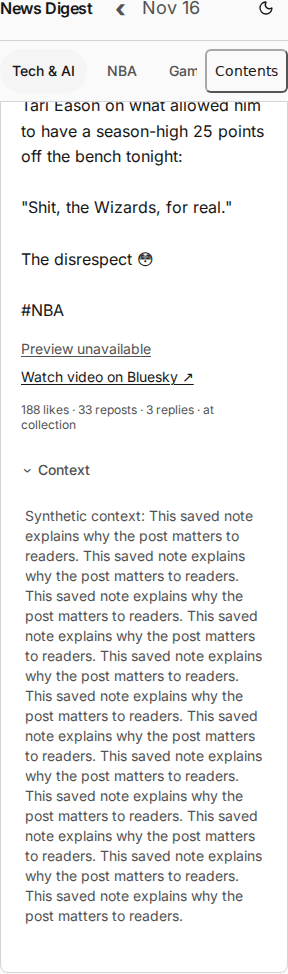 News Digest ‹ Nov 16
Tech & AI NBA Gam Contents
Tari Eason on what allowed him
to have a season-high 25 points
off the bench tonight:
"Shit, the Wizards, for real."
The disrespect 😳
#NBA
Preview unavailable
Watch video on Bluesky ↗
188 likes · 33 reposts · 3 replies · at
collection
Context
Synthetic context: This saved note
explains why the post matters to
readers. This saved note explains
why the post matters to readers.
This saved note explains why the
post matters to readers. This saved
note explains why the post matters
to readers. This saved note explains
why the post matters to readers.
This saved note explains why the
post matters to readers. This saved
note explains why the post matters
to readers. This saved note explains
why the post matters to readers.
This saved note explains why the
post matters to readers. This saved
note explains why the post matters
to readers. This saved note explains
why the post matters to readers.
This saved note explains why the
post matters to readers.